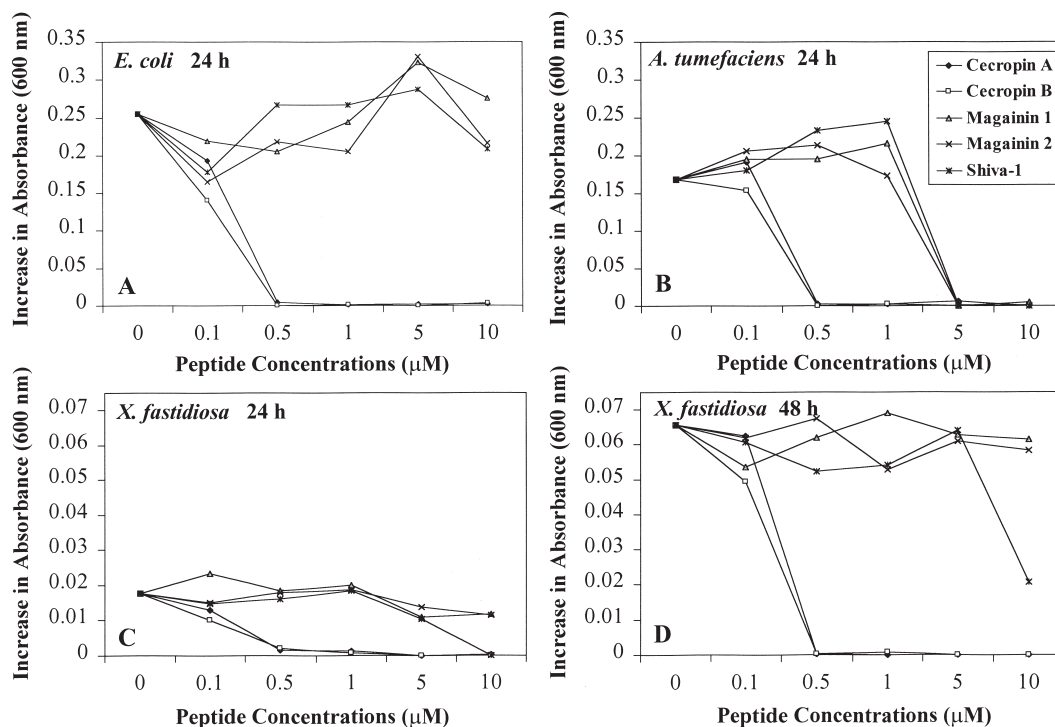 Increase in Absorbance (600 nm)
0.35
0.3
0.25
0.2
0.15
0.1
0.05
0
E. coli 24 h
A
0 0.1 0.5 1 5 10
Peptide Concentrations (μM)
Increase in Absorbance (600 nm)
0.35
0.3
0.25
0.2
0.15
0.1
0.05
0
A. tumefaciens 24 h
Cecropin A
Cecropin B
Magainin 1
Magainin 2
Shiva-1
B
0 0.1 0.5 1 5 10
Peptide Concentrations (μM)
Increase in Absorbance (600 nm)
0.07
0.06
0.05
0.04
0.03
0.02
0.01
0
X. fastidiosa 24 h
C
0 0.1 0.5 1 5 10
Peptide Concentrations (μM)
Increase in Absorbance (600 nm)
0.07
0.06
0.05
0.04
0.03
0.02
0.01
0
X. fastidiosa 48 h
D
0 0.1 0.5 1 5 10
Peptide Concentrations (μM)